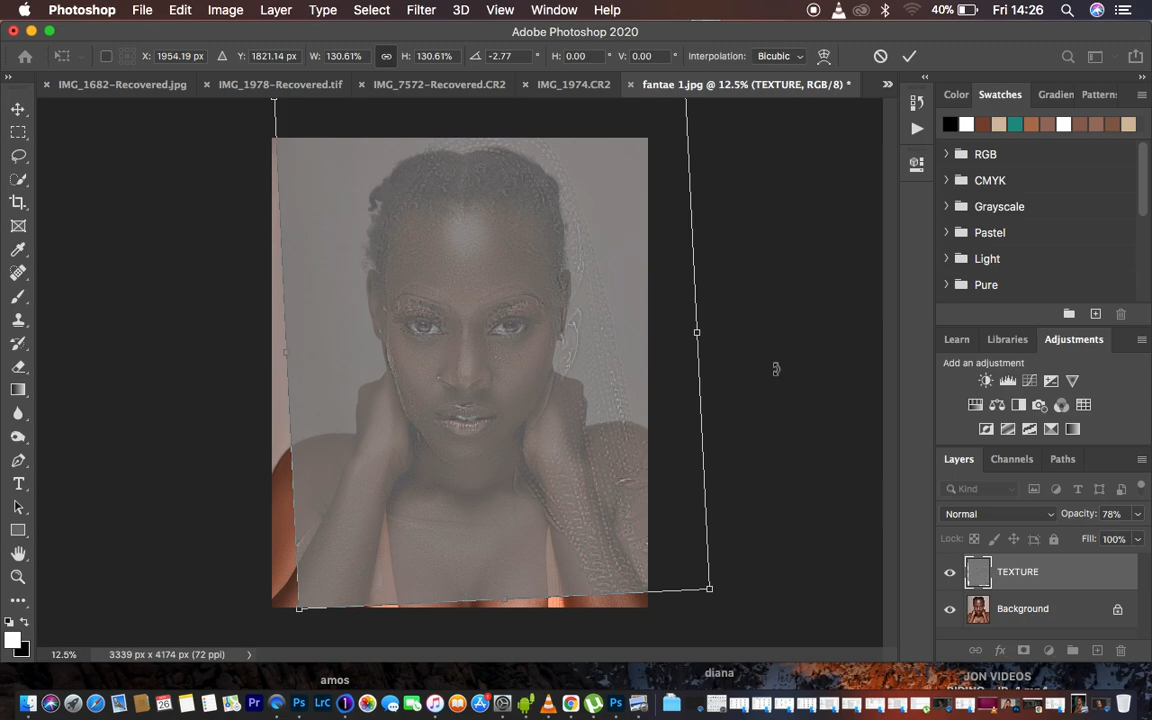 Photoshop File Edit Image Layer Type Select Filter 3D View Window Help 40% Fri 14:26
Adobe Photoshop 2020
X: 1954.19 px Y: 1821.14 px W: 130.61% H: 130.61% -2.77 ° H: 0.00 ° V: 0.00 ° Interpolation: Bicubic
IMG_1682-Recovered.jpg IMG_1978-Recovered.tif IMG_7572-Recovered.CR2 IMG_1974.CR2 fantae 1.jpg @ 12.5% (TEXTURE, RGB/8) *
Color Swatches Gradien Pattern
RGB
CMYK
Grayscale
Pastel
Light
Pure
Learn Libraries Adjustments
Add an adjustment
Layers Channels Paths
Kind
Normal Opacity: 78%
Lock: Fill: 100%
TEXTURE
Background
12.5% 3339 px x 4174 px (72 ppi)
amos diana JON VIDEOS